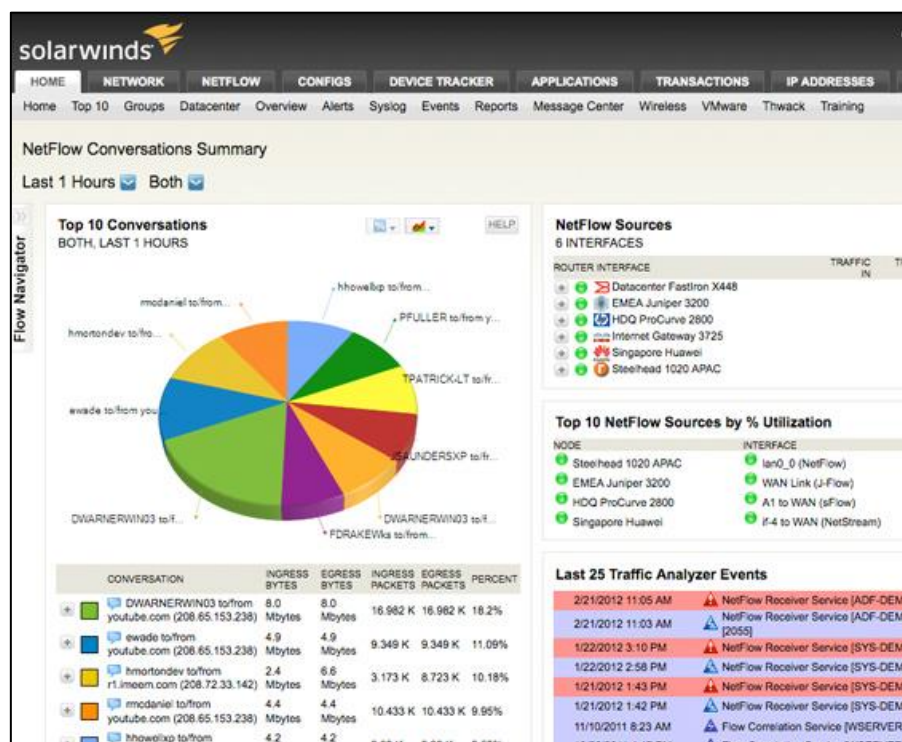 solarwinds
HOME NETWORK NETFLOW CONFIGS DEVICE TRACKER APPLICATIONS TRANSACTIONS IP ADDRESSES
Home Top 10 Groups Datacenter Overview Alerts Syslog Events Reports Message Center Wireless VMware Thwack Training
NetFlow Conversations Summary
Last 1 Hours Both
Flow Navigator
Top 10 Conversations
BOTH, LAST 1 HOURS
HELP
hhowellxp to/from...
rmcdaniel to/from...
PFULLER to/from y...
hmortondev to/fro...
TPATRICK-LT to/fr...
ewade to/from you...
JSAUNDERSXP to/fr...
DWARNERWIN03 to/f...
DWARNERWIN03 to/f...
FDRAKEWks to/from...
CONVERSATION INGRESS BYTES EGRESS BYTES INGRESS PACKETS EGRESS PACKETS PERCENT
DWARNERWIN03 to/from 8.0 8.0
youtube.com (208.65.153.238) Mbytes Mbytes 16.982 K 16.982 K 18.2%
ewade to/from 4.9 4.9
youtube.com (208.65.153.238) Mbytes Mbytes 9.349 K 9.349 K 11.09%
hmortondev to/from 2.4 6.6
r1.imeem.com (208.72.33.142) Mbytes Mbytes 3.173 K 8.723 K 10.18%
rmcdaniel to/from 4.4 4.4
youtube.com (208.65.153.238) Mbytes Mbytes 10.433 K 10.433 K 9.95%
hhowellxp to/from 4.2 4.2
NetFlow Sources
6 INTERFACES
ROUTER INTERFACE TRAFFIC IN
Datacenter FastIron X448
EMEA Juniper 3200
HDQ ProCurve 2800
Internet Gateway 3725
Singapore Huawei
Steelhead 1020 APAC
Top 10 NetFlow Sources by % Utilization
NODE INTERFACE
Steelhead 1020 APAC lan0_0 (NetFlow)
EMEA Juniper 3200 WAN Link (J-Flow)
HDQ ProCurve 2800 A1 to WAN (sFlow)
Singapore Huawei if-4 to WAN (NetStream)
Last 25 Traffic Analyzer Events
2/21/2012 11:05 AM NetFlow Receiver Service [ADF-DEM
2/21/2012 11:03 AM NetFlow Receiver Service [ADF-DEM
[2055]
1/22/2012 3:10 PM NetFlow Receiver Service [SYS-DEM
1/22/2012 2:58 PM NetFlow Receiver Service [SYS-DEM
1/21/2012 1:43 PM NetFlow Receiver Service [SYS-DEM
1/21/2012 1:42 PM NetFlow Receiver Service [SYS-DEM
11/10/2011 8:23 AM Flow Correlation Service [WSERVER